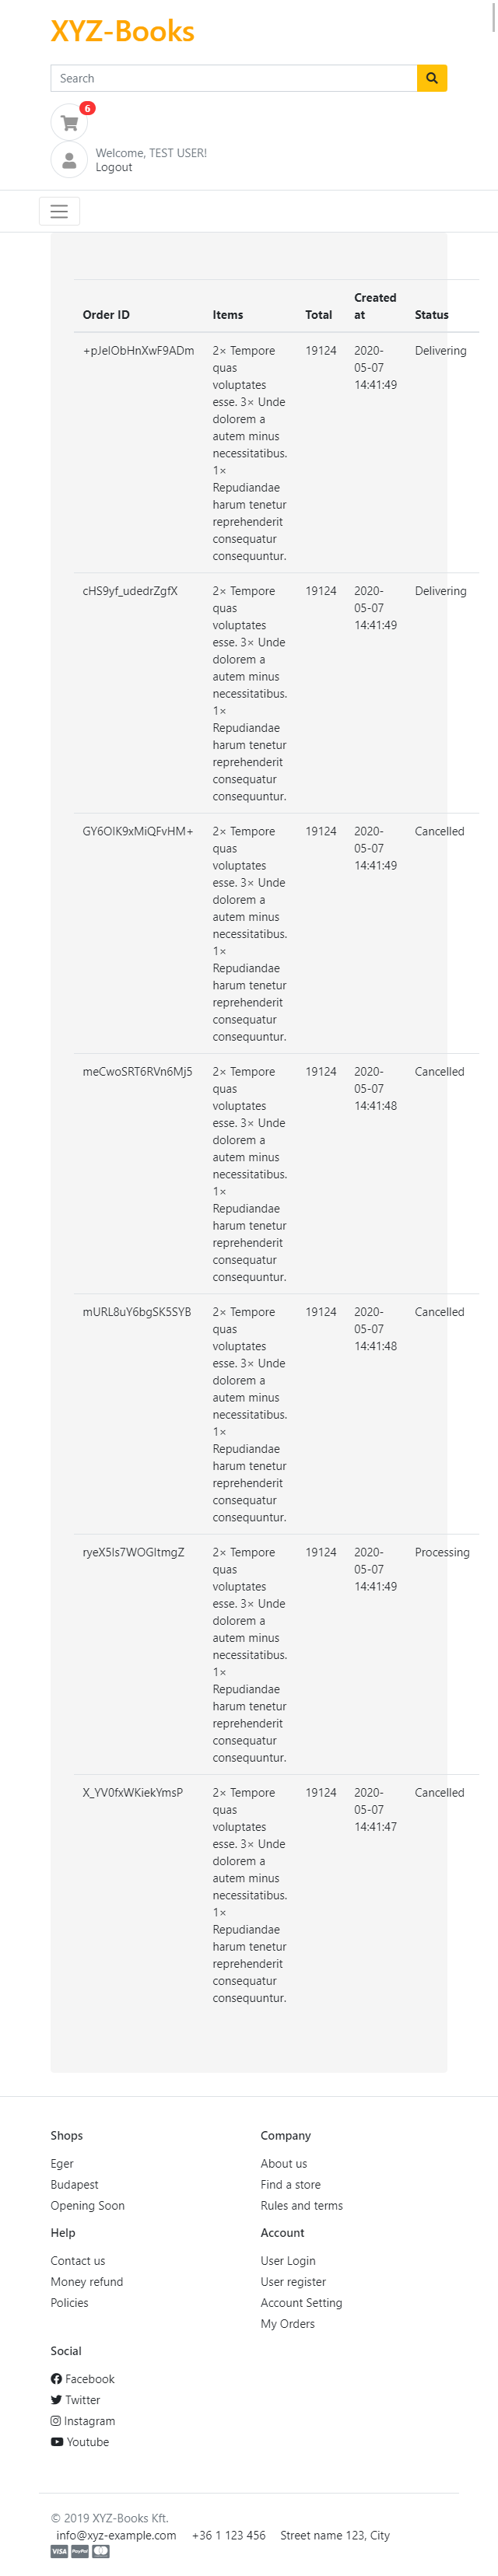 XYZ-Books
Search
6
Welcome, TEST USER!
Logout
Order ID Items Total Created at Status
+pJelObHnXwF9ADm 2× Tempore quas voluptates esse. 3× Unde dolorem a autem minus necessitatibus. 1× Repudiandae harum tenetur reprehenderit consequatur consequuntur. 19124 2020-05-07 14:41:49 Delivering
cHS9yf_udedrZgfX 2× Tempore quas voluptates esse. 3× Unde dolorem a autem minus necessitatibus. 1× Repudiandae harum tenetur reprehenderit consequatur consequuntur. 19124 2020-05-07 14:41:49 Delivering
GY6OIK9xMiQFvHM+ 2× Tempore quas voluptates esse. 3× Unde dolorem a autem minus necessitatibus. 1× Repudiandae harum tenetur reprehenderit consequatur consequuntur. 19124 2020-05-07 14:41:49 Cancelled
meCwoSRT6RVn6Mj5 2× Tempore quas voluptates esse. 3× Unde dolorem a autem minus necessitatibus. 1× Repudiandae harum tenetur reprehenderit consequatur consequuntur. 19124 2020-05-07 14:41:48 Cancelled
mURL8uY6bgSK5SYB 2× Tempore quas voluptates esse. 3× Unde dolorem a autem minus necessitatibus. 1× Repudiandae harum tenetur reprehenderit consequatur consequuntur. 19124 2020-05-07 14:41:48 Cancelled
ryeX5Is7WOGltmgZ 2× Tempore quas voluptates esse. 3× Unde dolorem a autem minus necessitatibus. 1× Repudiandae harum tenetur reprehenderit consequatur consequuntur. 19124 2020-05-07 14:41:49 Processing
X_YV0fxWKiekYmsP 2× Tempore quas voluptates esse. 3× Unde dolorem a autem minus necessitatibus. 1× Repudiandae harum tenetur reprehenderit consequatur consequuntur. 19124 2020-05-07 14:41:47 Cancelled
Shops
Eger
Budapest
Opening Soon
Company
About us
Find a store
Rules and terms
Help
Contact us
Money refund
Policies
Account
User Login
User register
Account Setting
My Orders
Social
Facebook
Twitter
Instagram
Youtube
© 2019 XYZ-Books Kft.
info@xyz-example.com +36 1 123 456 Street name 123, City
VISA PayPal